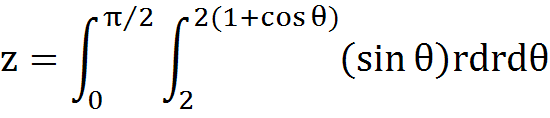 z = ∫₀^{π/2} ∫₂^{2(1+cos θ)} (sin θ)rdrdθ